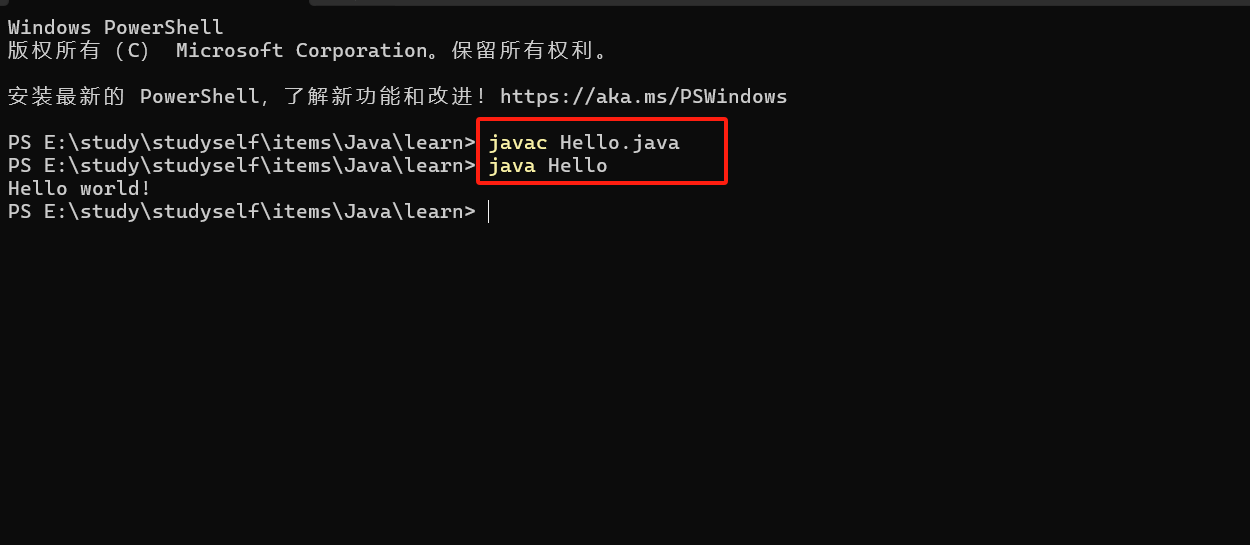 Windows PowerShell
版权所有（C） Microsoft Corporation。保留所有权利。
安装最新的 PowerShell，了解新功能和改进！https://aka.ms/PSWindows
PS E:\study\studyself\items\Java\learn> javac Hello.java
PS E:\study\studyself\items\Java\learn> java Hello
Hello world!
PS E:\study\studyself\items\Java\learn>